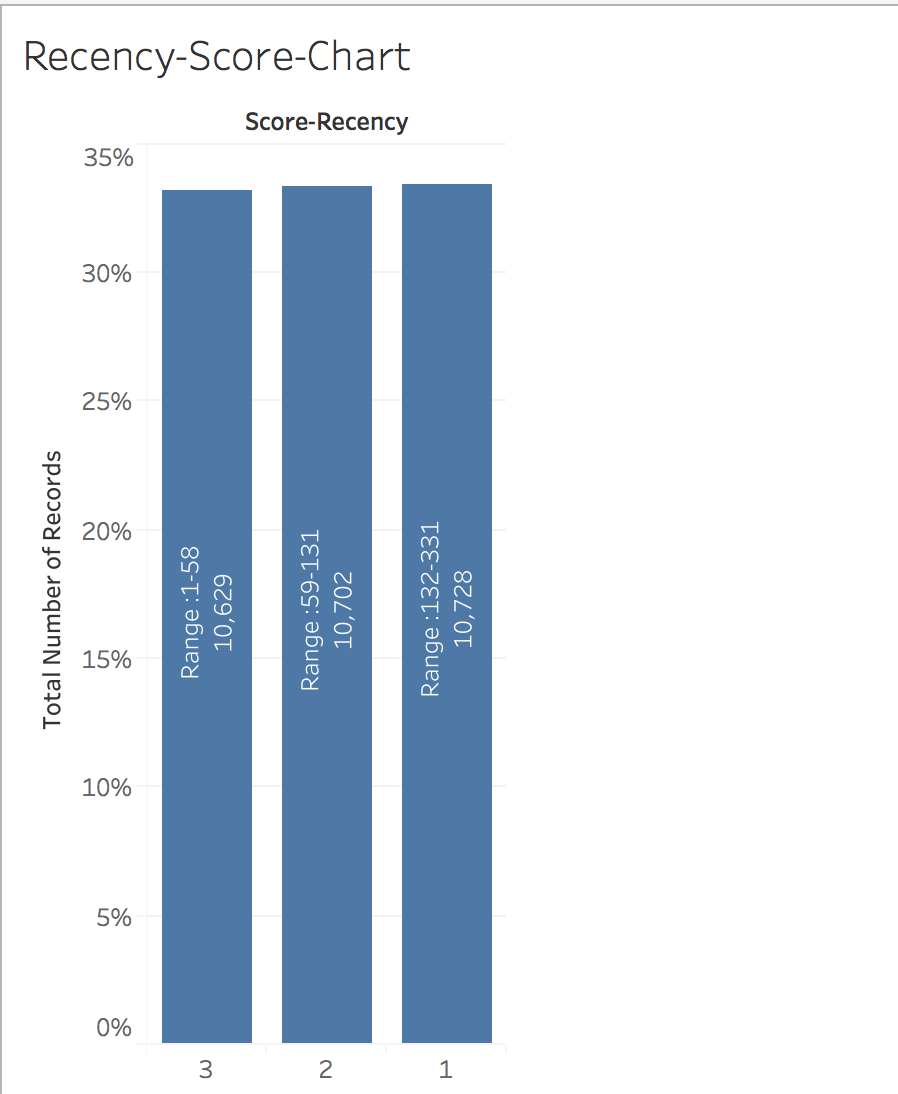 Recency-Score-Chart
Score-Recency
35%
30%
25%
20%
15%
10%
5%
0%
Total Number of Records
Range :1-58
10,629
Range :59-131
10,702
Range :132-331
10,728
3
2
1